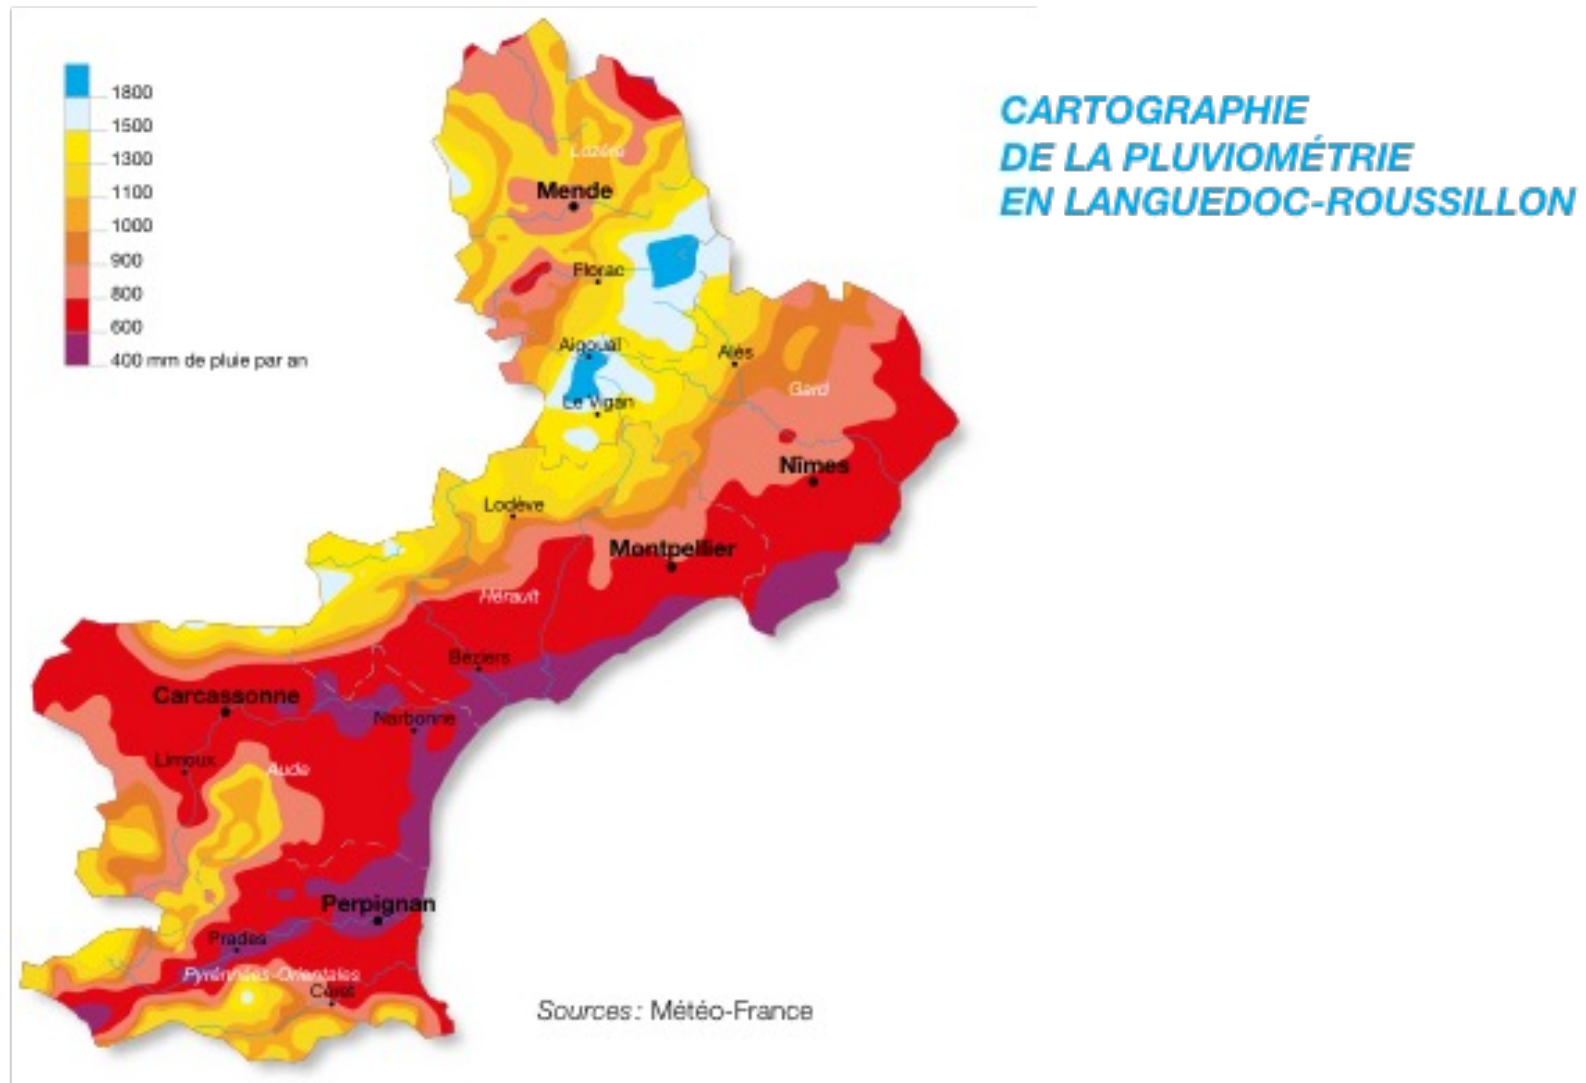 CARTOGRAPHIE
DE LA PLUVIOMÉTRIE
EN LANGUEDOC-ROUSSILLON
1800
1500
1300
1100
1000
900
800
600
400 mm de pluie par an
Lozère
Mende
Florac
Aigoual
Alès
Gard
Le Vigan
Nîmes
Lodève
Montpellier
Hérault
Béziers
Carcassonne
Narbonne
Limoux
Aude
Perpignan
Prades
Pyrénnées-Orientales
Céret
Sources : Météo-France